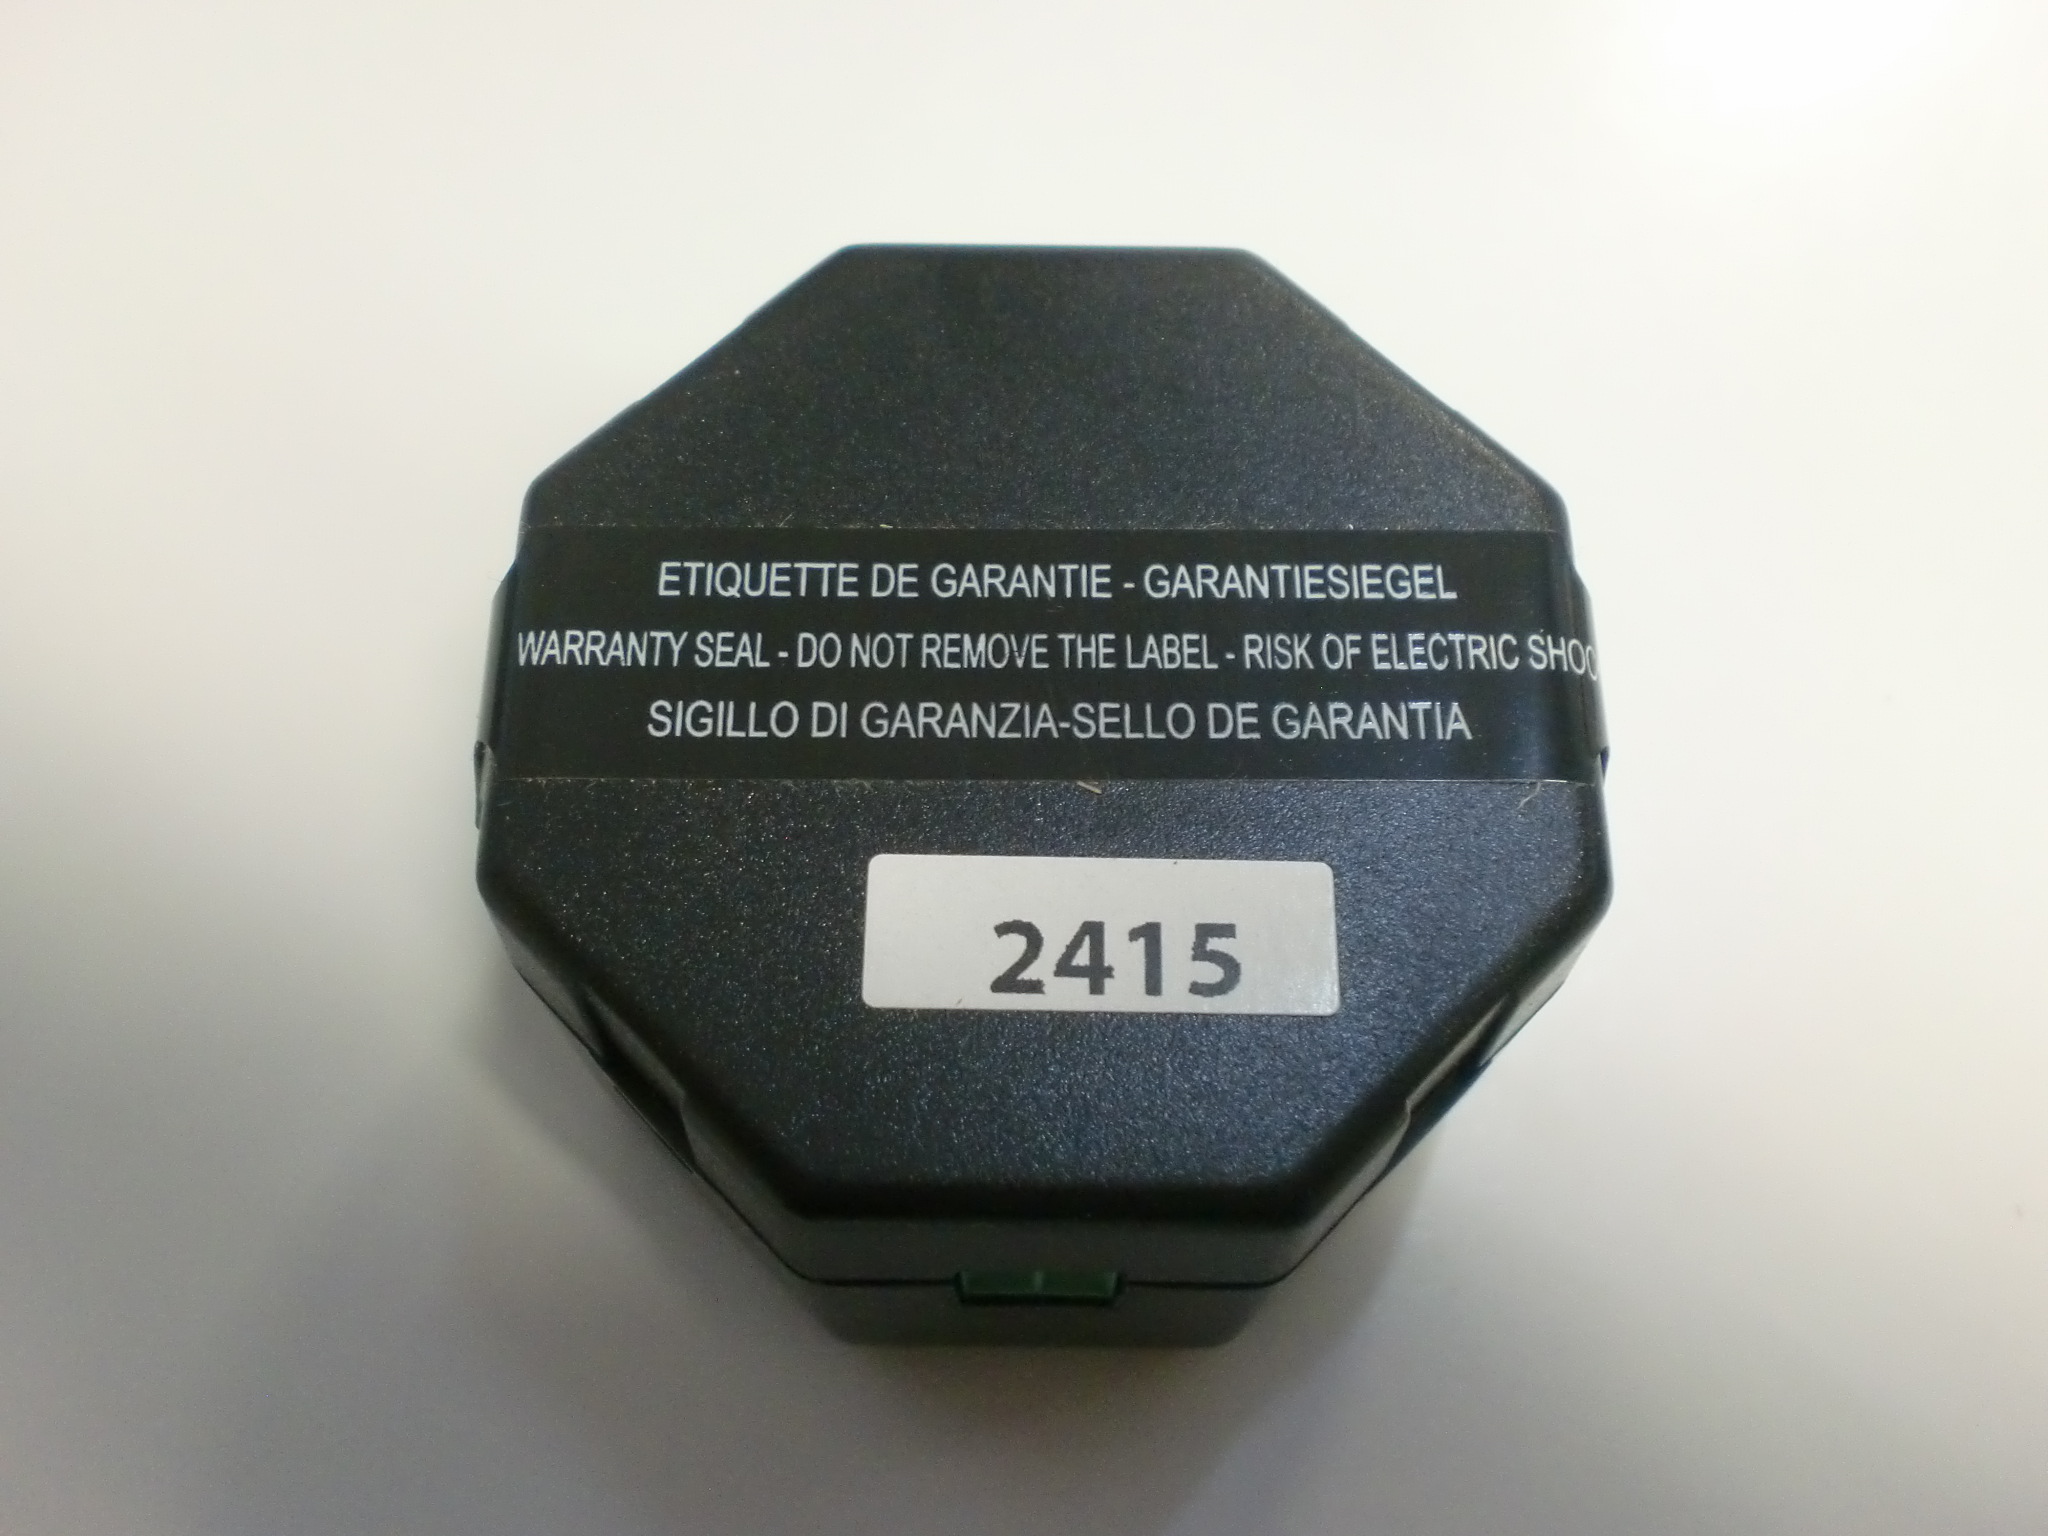 ETIQUETTE DE GARANTIE - GARANTIESIEGEL
WARRANTY SEAL - DO NOT REMOVE THE LABEL - RISK OF ELECTRIC
SIGILLO DI GARANZIA-SELLO DE GARANTIA
2415